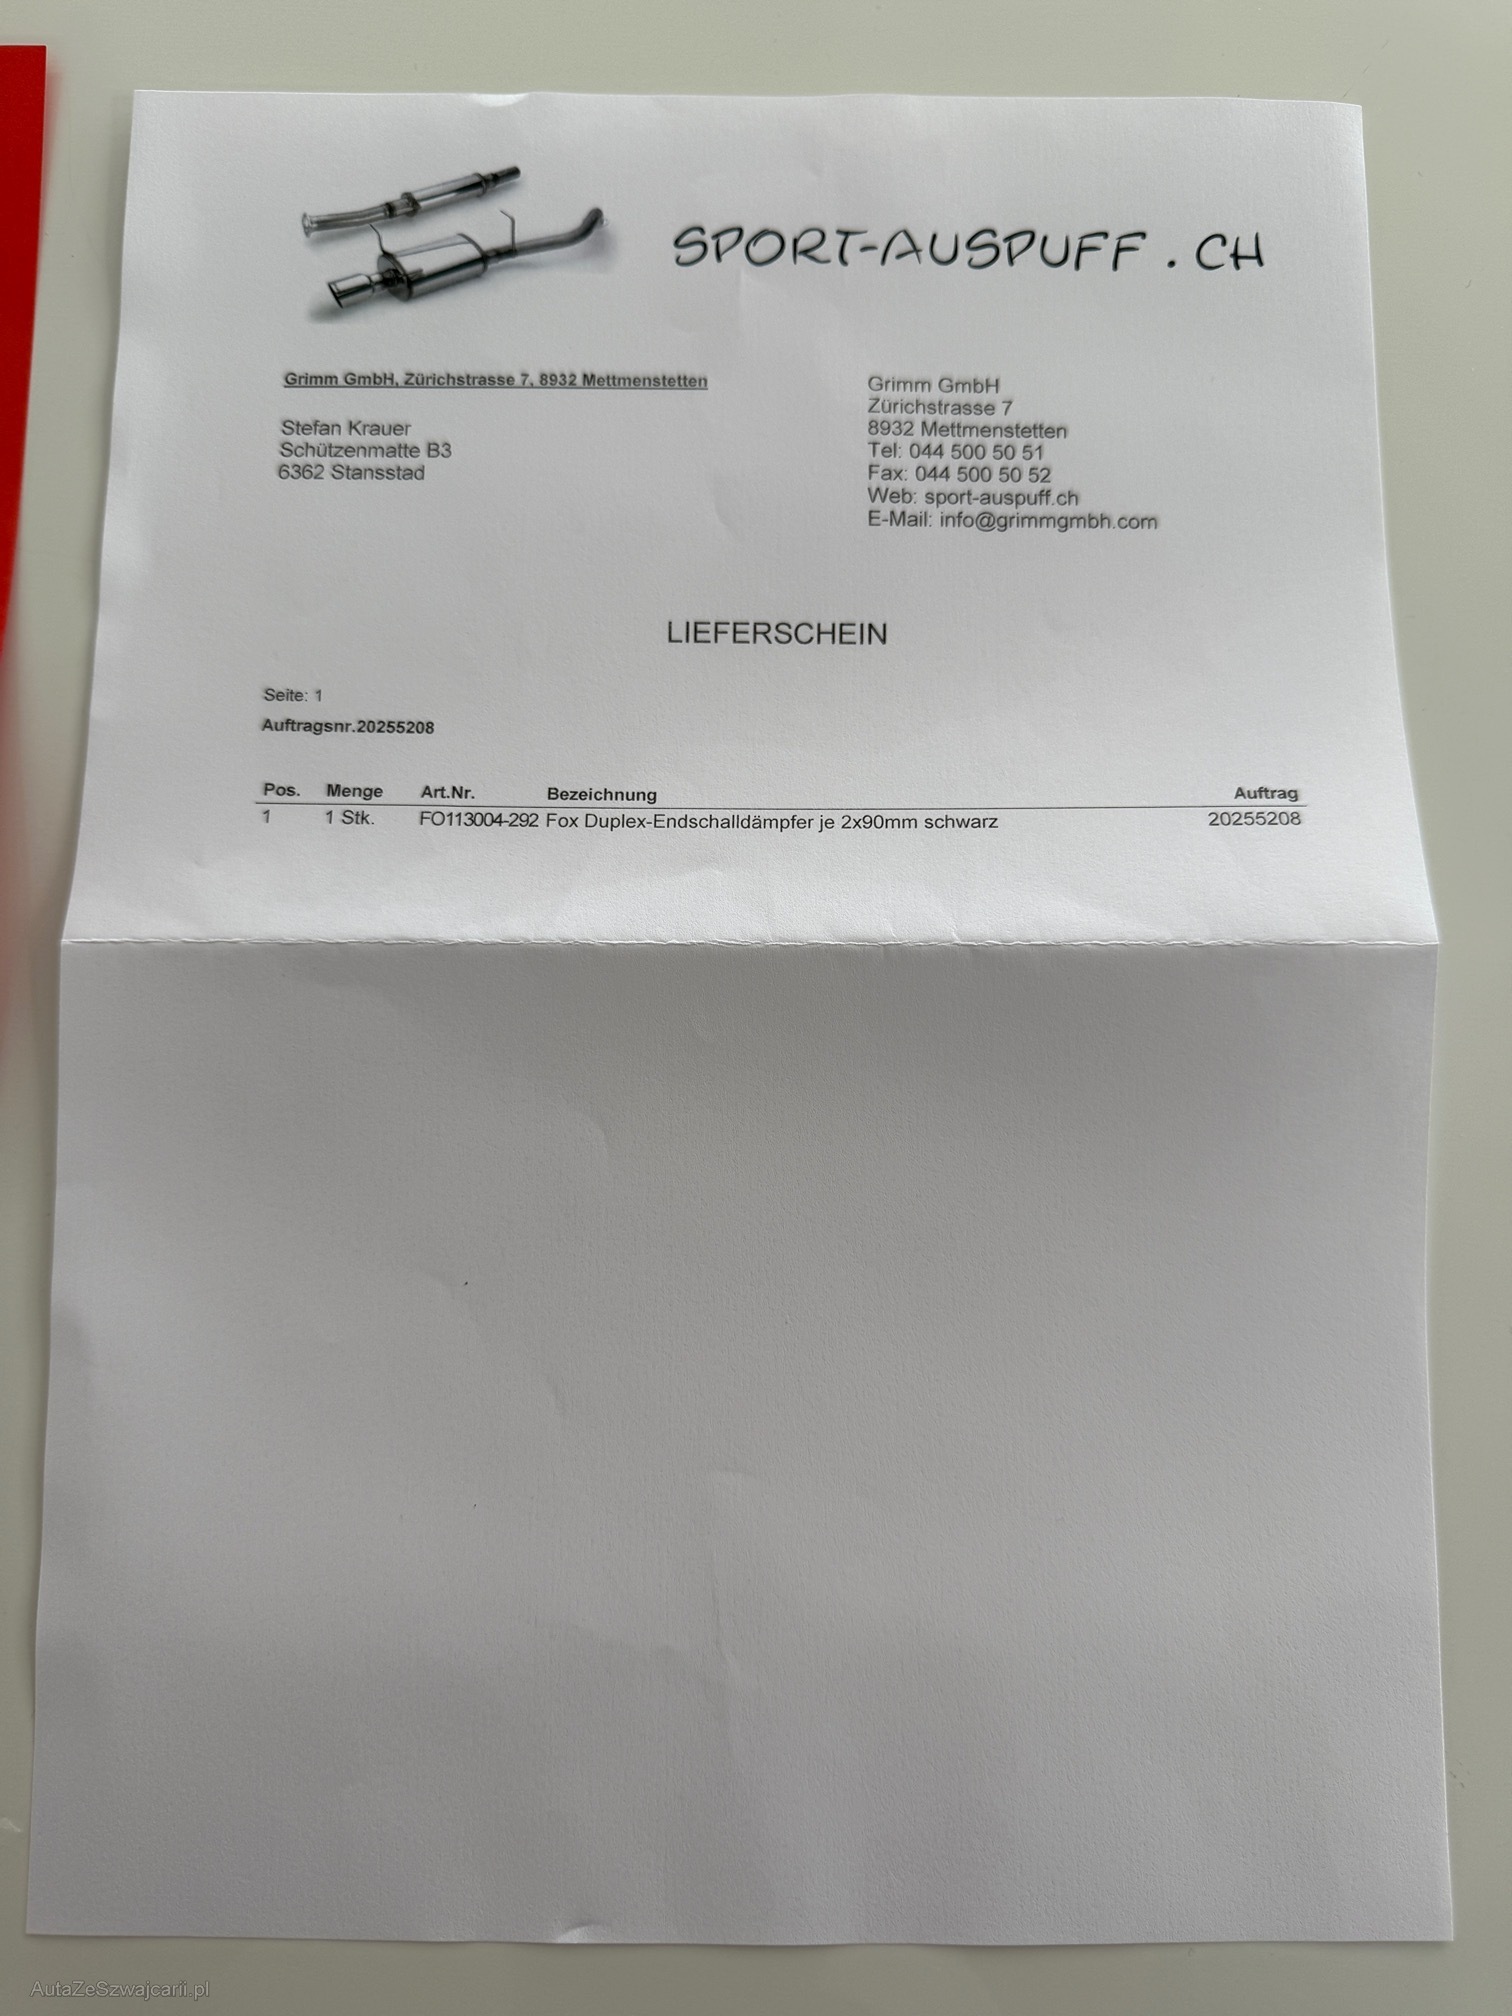 SPORT-AUSPUFF.CH
Grimm GmbH, Zürichstrasse 7, 8932 Mettmenstetten
Stefan Krauer
Schützenmatte B3
6362 Stansstad
Grimm GmbH
Zürichstrasse 7
8932 Mettmenstetten
Tel: 044 500 50 51
Fax: 044 500 50 52
Web: sport-auspuff.ch
E-Mail: info@grimmgmbh.com
LIEFERSCHEIN
Seite: 1
Auftragsnr.20255208
Pos. Menge Art.Nr. Bezeichnung Auftrag
1 1 Stk. FO113004-292 Fox Duplex-Endschalldämpfer je 2x90mm schwarz 20255208
AutaZeSzwajcarii.pl